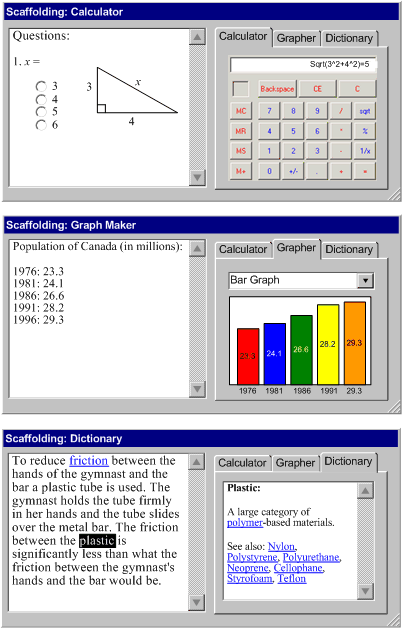 Scaffolding: Calculator
Questions:
1. x =
3
4
5
6
3
x
4
Calculator Grapher Dictionary
Sqrt(3^2+4^2)=5
Backspace CE C
MC 7 8 9 / sqrt
MR 4 5 6 * %
MS 1 2 3 - 1/x
M+ 0 +/- . + =
Scaffolding: Graph Maker
Population of Canada (in millions):
1976: 23.3
1981: 24.1
1986: 26.6
1991: 28.2
1996: 29.3
Calculator Grapher Dictionary
Bar Graph
24.1 26.6 28.2 29.3
1976 1981 1986 1991 29.3
Scaffolding: Dictionary
To reduce friction between the
hands of the gymnast and the
bar a plastic tube is used. The
gymnast holds the tube firmly
in her hands and the tube slides
over the metal bar. The friction
between the plastic is
significantly less than what the
friction between the gymnast's
hands and the bar would be.
Calculator Grapher Dictionary
Plastic:
A large category of
polymer-based materials.
See also: Nylon,
Polystyrene, Polyurethane,
Neoprene, Cellophane,
Styrofoam, Teflon